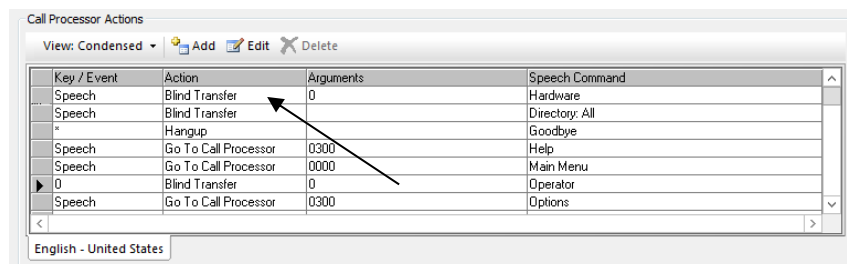 Call Processor Actions
View: Condensed Add Edit Delete
Key / Event Action Arguments Speech Command
Speech Blind Transfer 0 Hardware
Speech Blind Transfer Directory: All
* Hangup Goodbye
Speech Go To Call Processor 0300 Help
Speech Go To Call Processor 0000 Main Menu
0 Blind Transfer 0 Operator
Speech Go To Call Processor 0300 Options
English - United States